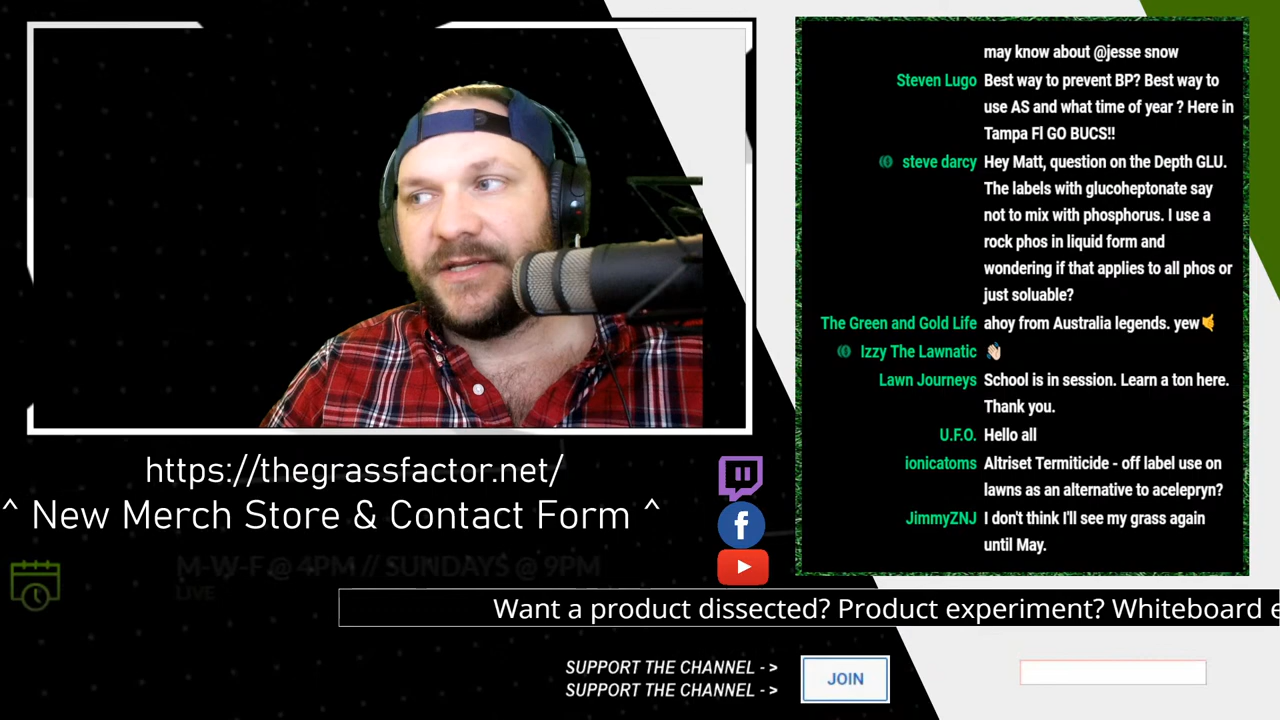 may know about @jesse snow
Steven Lugo Best way to prevent BP? Best way to
use AS and what time of year ? Here in
Tampa Fl GO BUCS!!
steve darcy Hey Matt, question on the Depth GLU.
The labels with glucoheptonate say
not to mix with phosphorus. I use a
rock phos in liquid form and
wondering if that applies to all phos or
just soluable?
The Green and Gold Life ahoy from Australia legends. yew🤙
Izzy The Lawnatic 👋🏻
Lawn Journeys School is in session. Learn a ton here.
Thank you.
U.F.O. Hello all
ionicatoms Altriset Termiticide - off label use on
lawns as an alternative to acelepryn?
JimmyZNJ I don't think I'll see my grass again
until May.
https://thegrassfactor.net/
^ New Merch Store & Contact Form ^
M-W-F @ 4PM // SUNDAYS @ 9PM
LIVE
Want a product dissected? Product experiment? Whiteboard e
SUPPORT THE CHANNEL - >
SUPPORT THE CHANNEL - >
JOIN